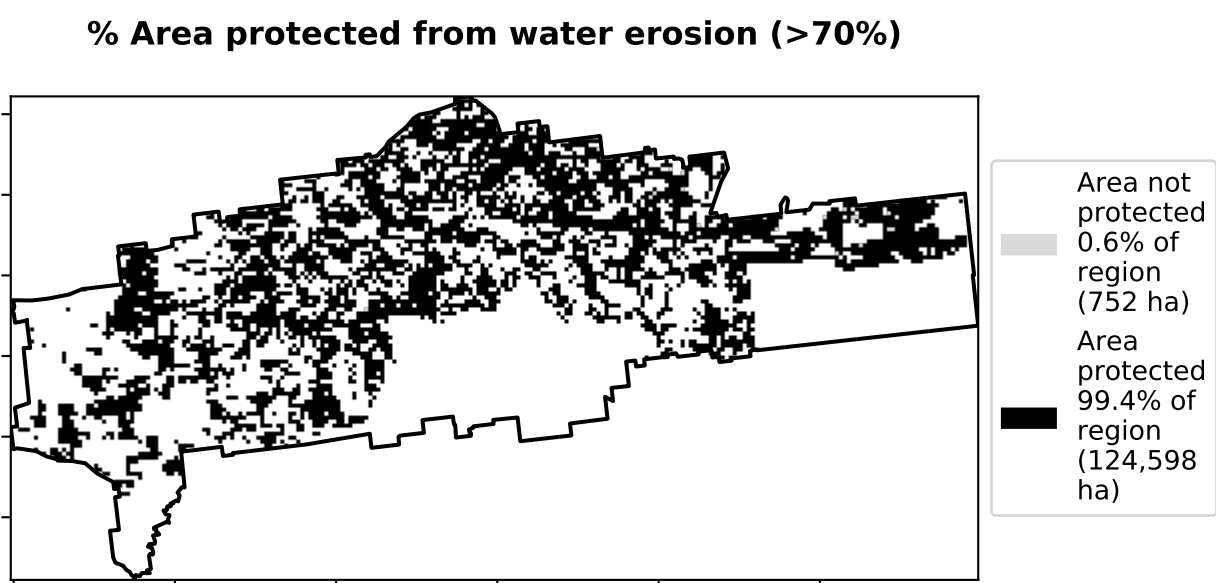 % Area protected from water erosion (>70%)
Area not
protected
0.6% of
region
(752 ha)
Area
protected
99.4% of
region
(124,598
ha)